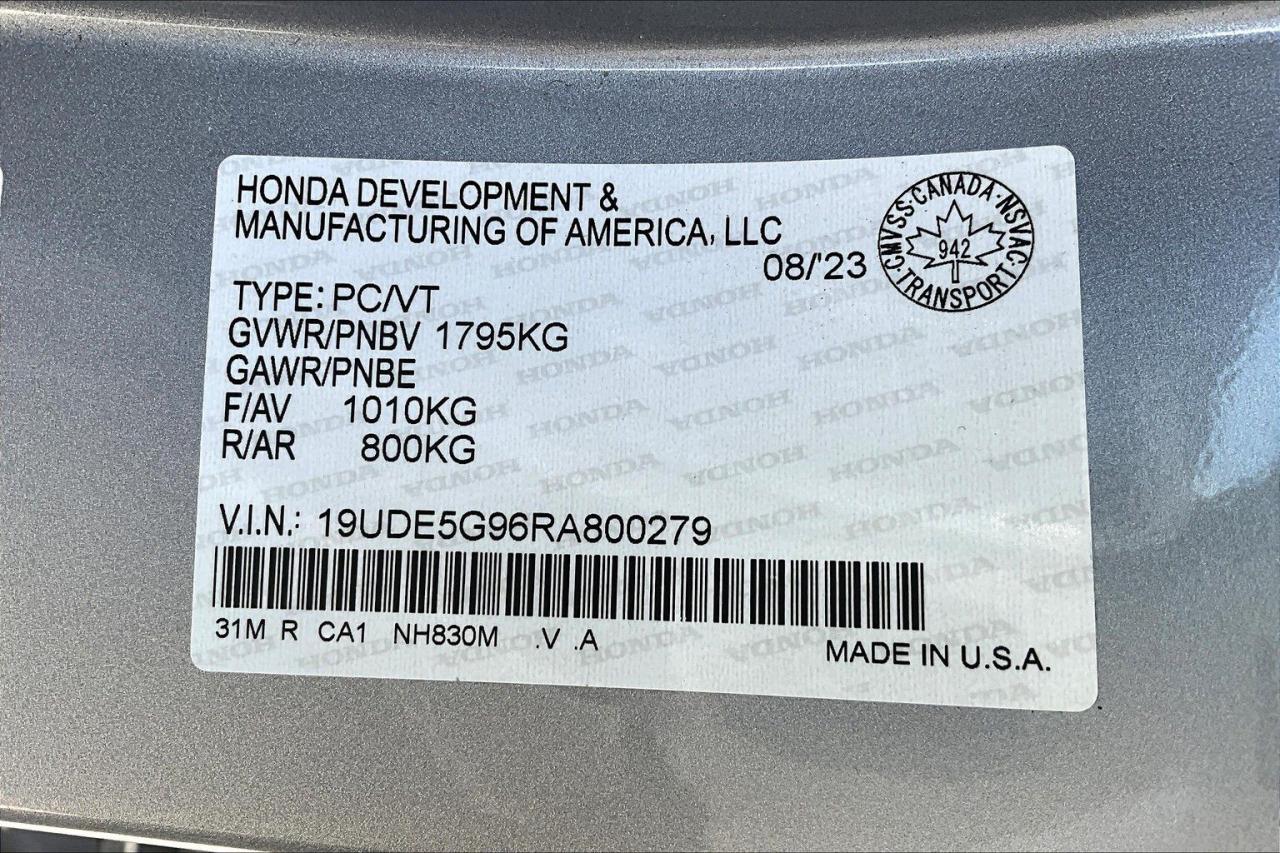 HONDA DEVELOPMENT &
MANUFACTURING OF AMERICA, LLC
08/'23
CMVSS·CANADA·NSVAC·TRANSPORT·
942
TYPE: PC/VT
GVWR/PNBV 1795KG
GAWR/PNBE
F/AV 1010KG
R/AR 800KG
V.I.N.: 19UDE5G96RA800279
31M R CA1 NH830M .V .A
MADE IN U.S.A.